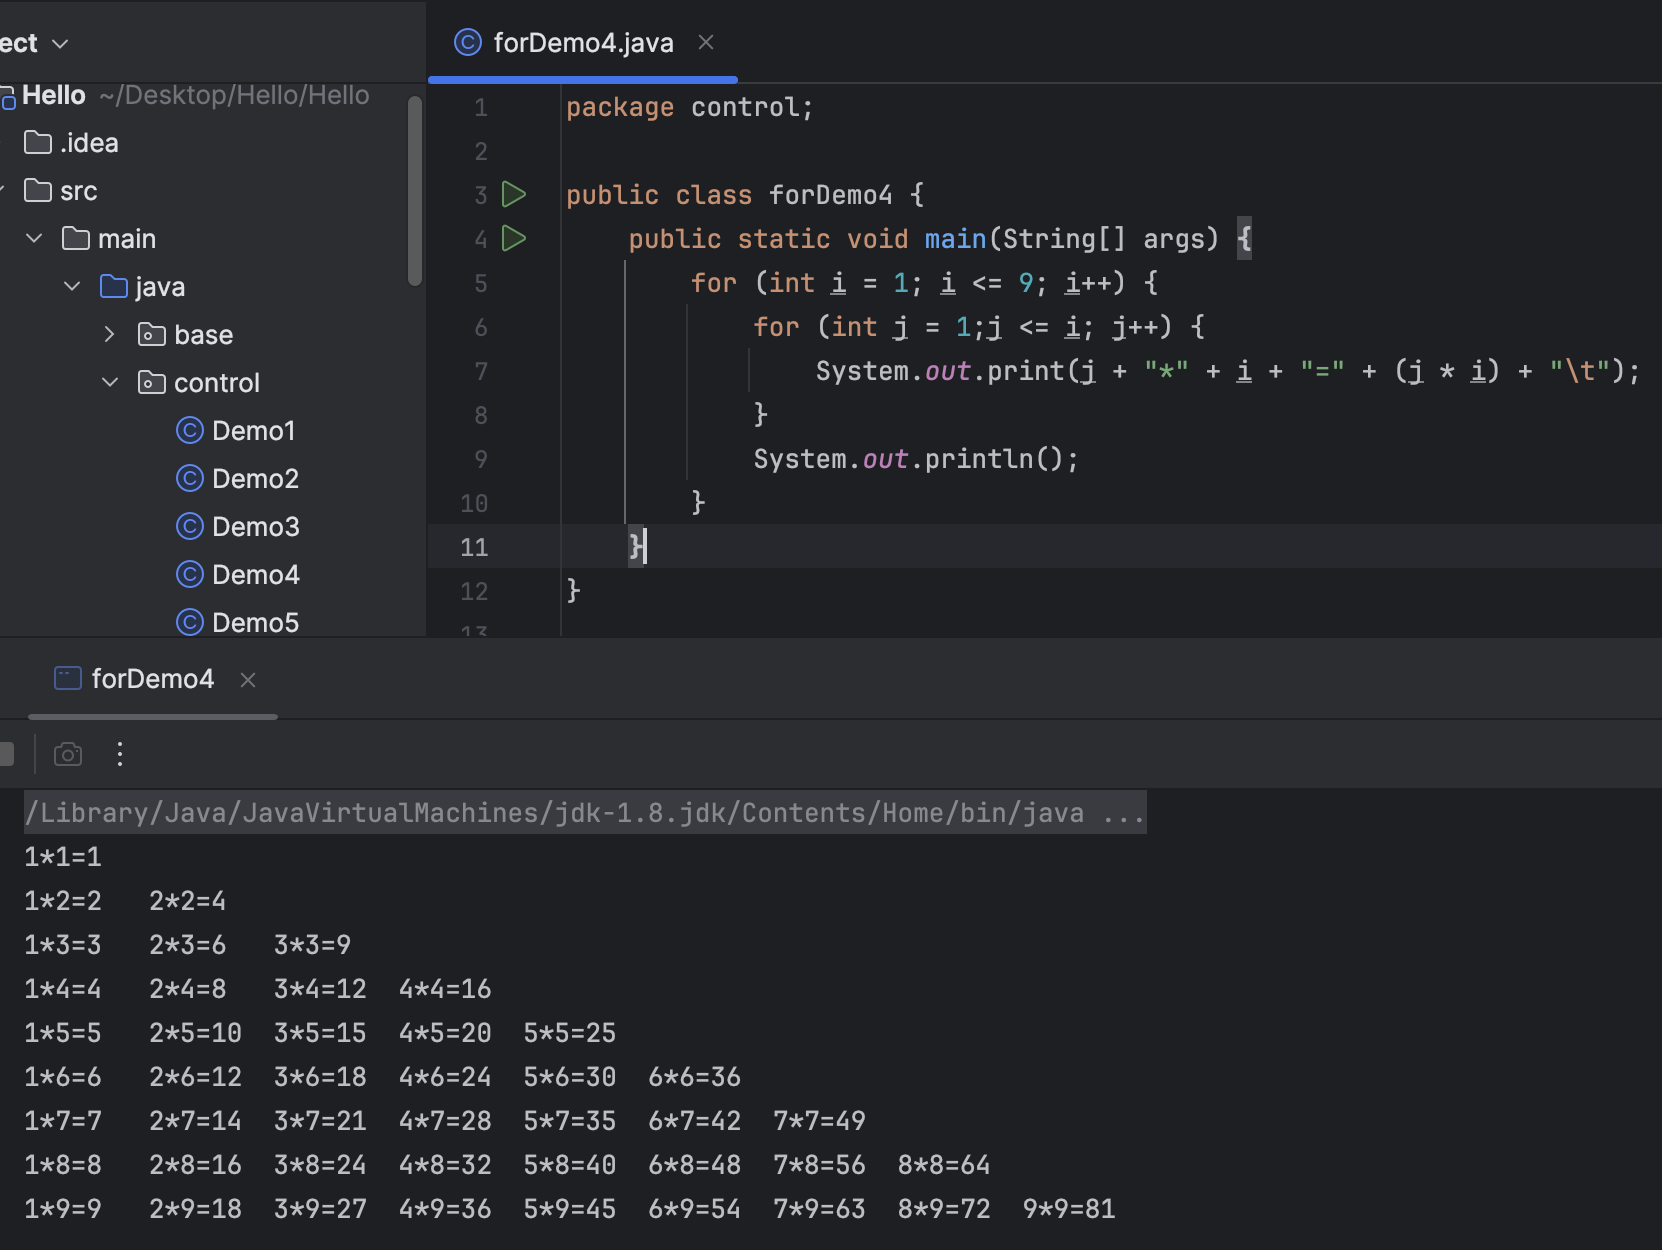 ect
Hello ~/Desktop/Hello/Hello
.idea
src
main
java
base
control
Demo1
Demo2
Demo3
Demo4
Demo5
forDemo4.java
1 package control;
2
3 public class forDemo4 {
4 public static void main(String[] args) {
5 for (int i = 1; i <= 9; i++) {
6 for (int j = 1;j <= i; j++) {
7 System.out.print(j + "*" + i + "=" + (j * i) + "\t");
8 }
9 System.out.println();
10 }
11 }
12 }
13
forDemo4
/Library/Java/JavaVirtualMachines/jdk-1.8.jdk/Contents/Home/bin/java ...
1*1=1
1*2=2 2*2=4
1*3=3 2*3=6 3*3=9
1*4=4 2*4=8 3*4=12 4*4=16
1*5=5 2*5=10 3*5=15 4*5=20 5*5=25
1*6=6 2*6=12 3*6=18 4*6=24 5*6=30 6*6=36
1*7=7 2*7=14 3*7=21 4*7=28 5*7=35 6*7=42 7*7=49
1*8=8 2*8=16 3*8=24 4*8=32 5*8=40 6*8=48 7*8=56 8*8=64
1*9=9 2*9=18 3*9=27 4*9=36 5*9=45 6*9=54 7*9=63 8*9=72 9*9=81